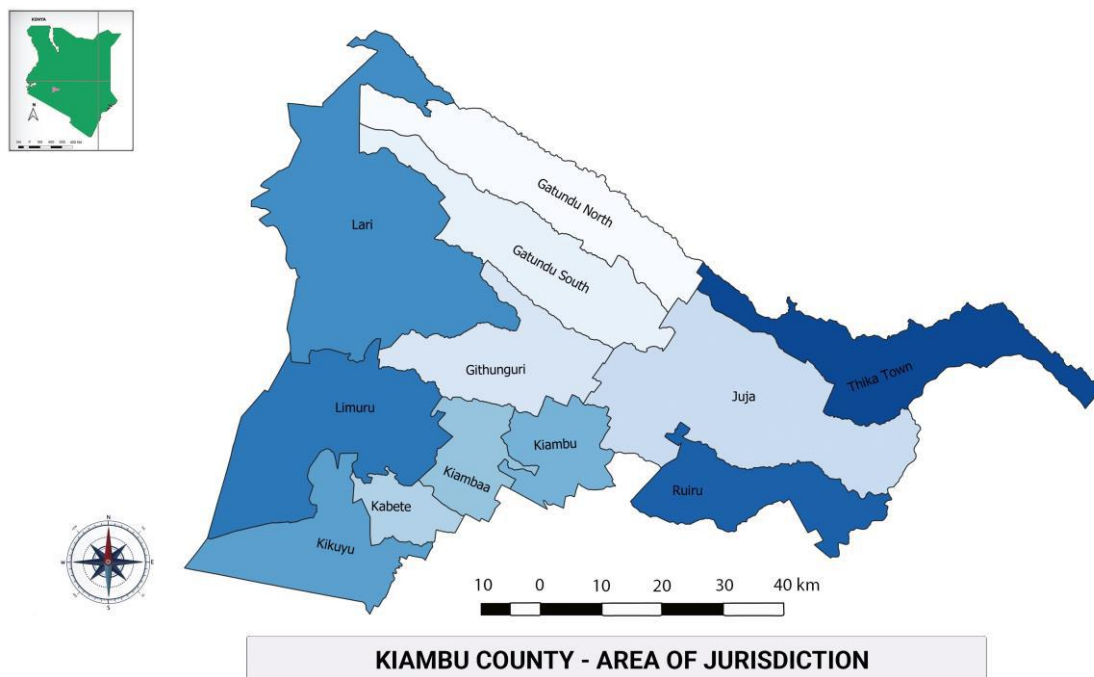 KENYA
N
Gatundu North
Lari
Gatundu South
Thika Town
Githunguri
Juja
Limuru
Kiambu
Kiambaa
Ruiru
Kabete
Kikuyu
N
W
E
S
10 0 10 20 30 40 km
KIAMBU COUNTY - AREA OF JURISDICTION